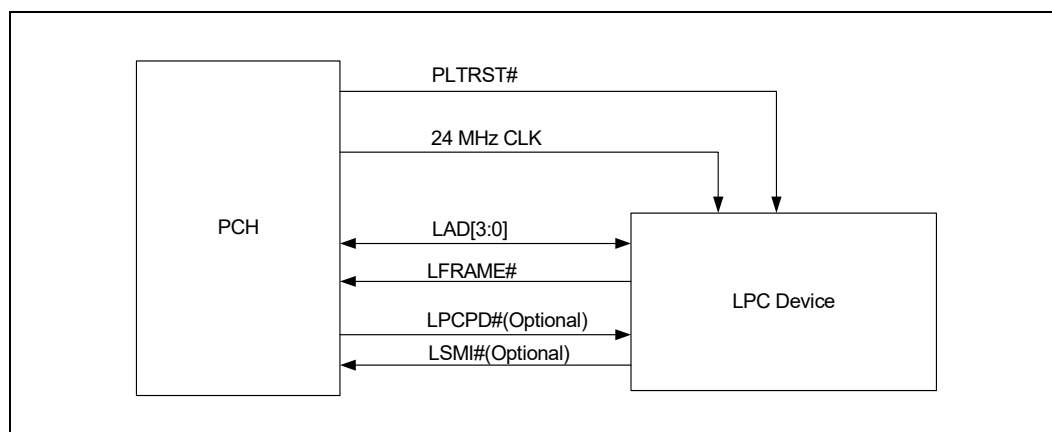 PLTRST#
24 MHz CLK
PCH
LAD[3:0]
LFRAME#
LPC Device
LPCPD#(Optional)
LSMI#(Optional)